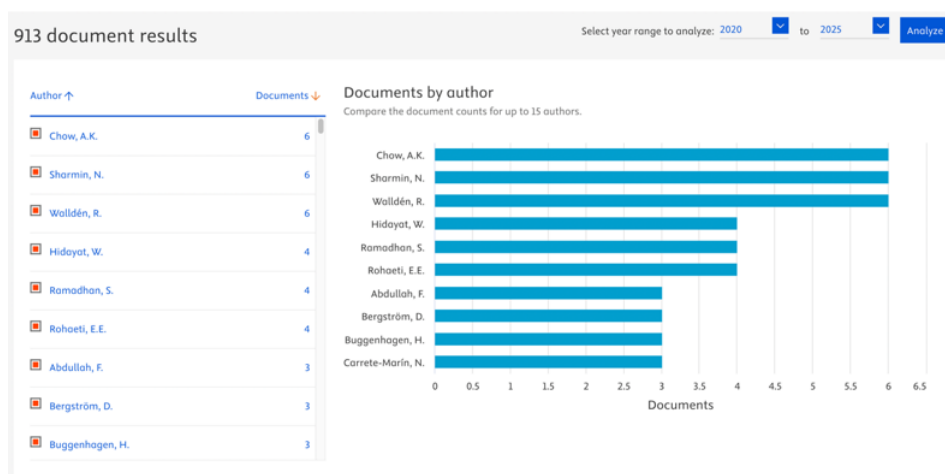 913 document results
Select year range to analyze: 2020 to 2025 Analyze
Author Documents
Chow, A.K. 6
Sharmin, N. 6
Walldén, R. 6
Hidayat, W. 4
Ramadhan, S. 4
Rohaeti, E.E. 4
Abdullah, F. 3
Bergström, D. 3
Buggenhagen, H. 3
Documents by author
Compare the document counts for up to 15 authors.
Chow, A.K.
Sharmin, N.
Walldén, R.
Hidayat, W.
Ramadhan, S.
Rohaeti, E.E.
Abdullah, F.
Bergström, D.
Buggenhagen, H.
Carrete-Marín, N.
0 0.5 1 1.5 2 2.5 3 3.5 4 4.5 5 5.5 6 6.5
Documents